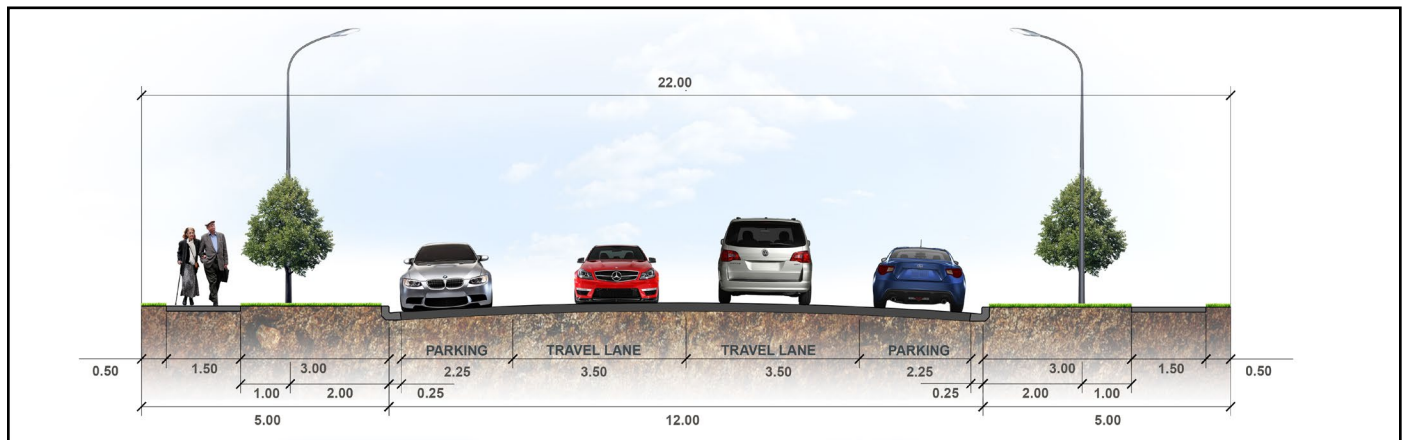 22.00
PARKING TRAVEL LANE TRAVEL LANE PARKING
0.50 1.50 3.00 2.25 3.50 3.50 2.25 3.00 1.50 0.50
1.00 2.00 0.25 0.25 2.00 1.00
5.00 12.00 5.00